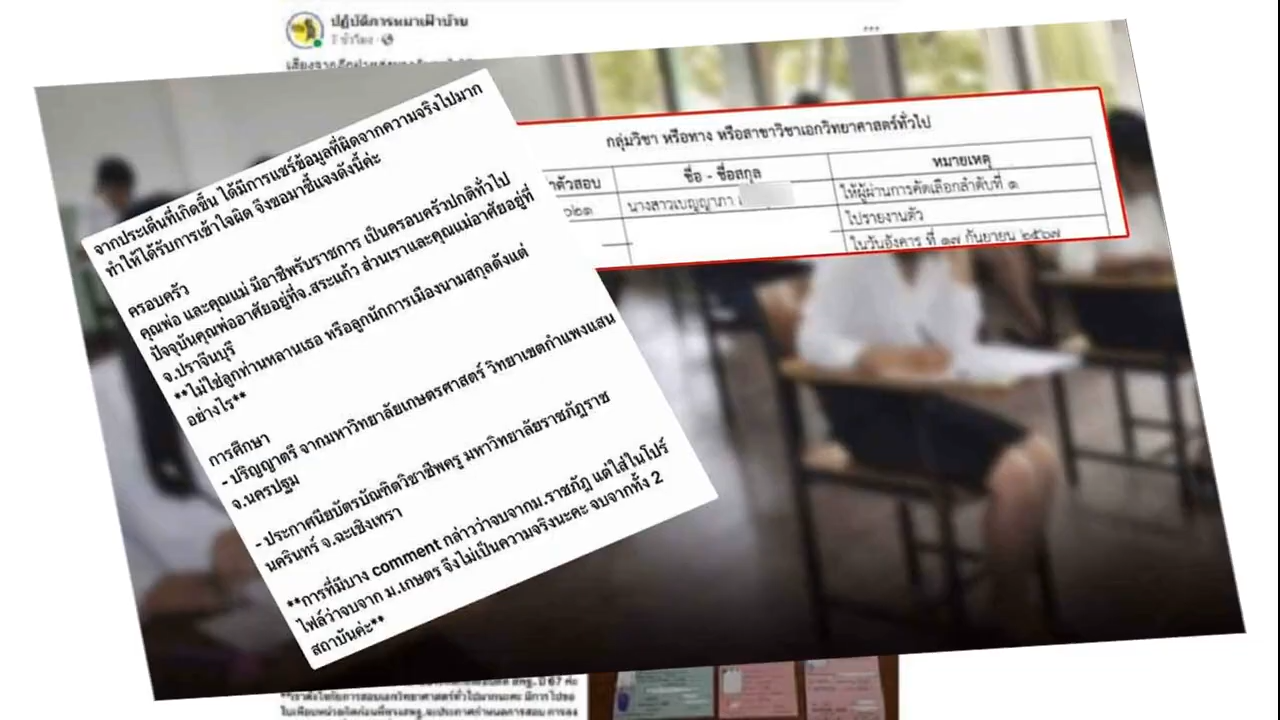 ปฏิบัติการหมาเฝ้าบ้าน
จากประเด็นที่เกิดขึ้น ได้มีการแชร์ข้อมูลที่ผิดจากความจริงไปมาก
ทำให้ได้รับการเข้าใจผิด จึงขอมาชี้แจงดังนี้ค่ะ
ครอบครัว
คุณพ่อ และคุณแม่ มีอาชีพรับราชการ เป็นครอบครัวปกติทั่วไป
ปัจจุบันคุณพ่ออาศัยอยู่ที่จ.สระแก้ว ส่วนเราและคุณแม่อาศัยอยู่ที่
จ.ปราจีนบุรี
**ไม่ใช่ลูกท่านหลานเธอ หรือลูกนักการเมืองนามสกุลดังแต่
อย่างไร**
การศึกษา
- ปริญญาตรี จากมหาวิทยาลัยเกษตรศาสตร์ วิทยาเขตกำแพงแสน
จ.นครปฐม
- ประกาศนียบัตรบัณฑิตวิชาชีพครู มหาวิทยาลัยราชภัฏราช
นครินทร์ จ.ฉะเชิงเทรา
**การที่มีบาง comment กล่าวว่าจบจากม.ราชภัฏ แต่ใส่ในโปร์
ไฟล์ว่าจบจาก ม.เกษตร จึงไม่เป็นความจริงนะคะ จบจากทั้ง 2
สถาบันค่ะ**
กลุ่มวิชา หรือทาง หรือสาขาวิชาเอกวิทยาศาสตร์ทั่วไป
ตัวสอบ ชื่อ - ชื่อสกุล หมายเหตุ
๐๒๑ นางสาวเบญญาภา ให้ผู้ผ่านการคัดเลือกลำดับที่ ๑
ไปรายงานตัว
ในวันอังคาร ที่ ๑๗ กันยายน ๒๕๖๗